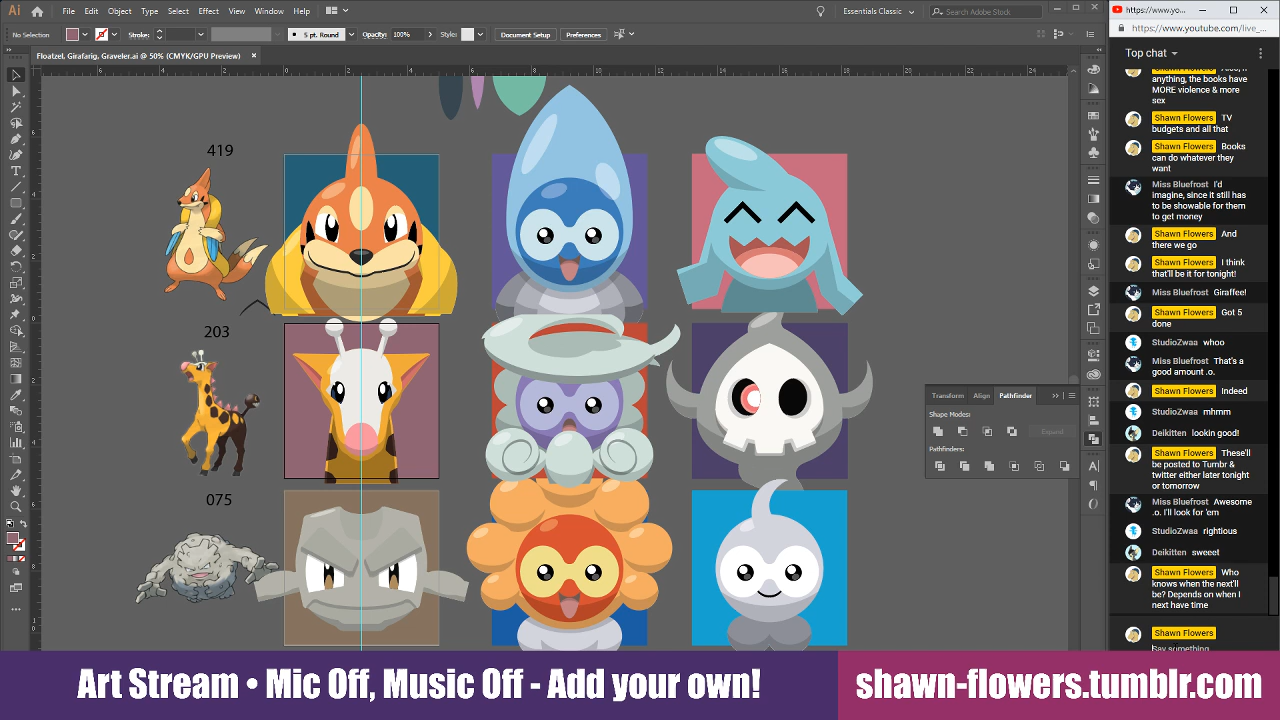 Ai
File Edit Object Type Select Effect View Window Help
Essentials Classic
Search Adobe Stock
No Selection
Stroke:
5 pt. Round
Opacity: 100%
Style:
Document Setup
Preferences
Floatzel, Girafarig, Graveler.ai @ 50% (CMYK/GPU Preview)
419
203
075
Transform Align Pathfinder
Shape Modes:
Expand
Pathfinders:
https://www.yo...
https://www.youtube.com/live_...
Top chat
anything, the books have
MORE violence & more
sex
Shawn Flowers TV
budgets and all that
Shawn Flowers Books
can do whatever they
want
Miss Bluefrost I'd
imagine, since it still has
to be showable for them
to get money
Shawn Flowers And
there we go
Shawn Flowers I think
that'll be it for tonight!
Miss Bluefrost Giraffe!
Shawn Flowers Got 5
done
StudioZwaa whoo
Miss Bluefrost That's a
good amount .o.
Shawn Flowers Indeed
StudioZwaa mhmm
Deikitten lookin good!
Shawn Flowers These'll
be posted to Tumbr &
twitter either later tonight
or tomorrow
Miss Bluefrost Awesome
.o. I'll look for 'em
StudioZwaa rightious
Deikitten sweeet
Shawn Flowers Who
knows when the next'll
be? Depends on when I
next have time
Shawn Flowers
Say something...
Art Stream • Mic Off, Music Off - Add your own!
shawn-flowers.tumblr.com